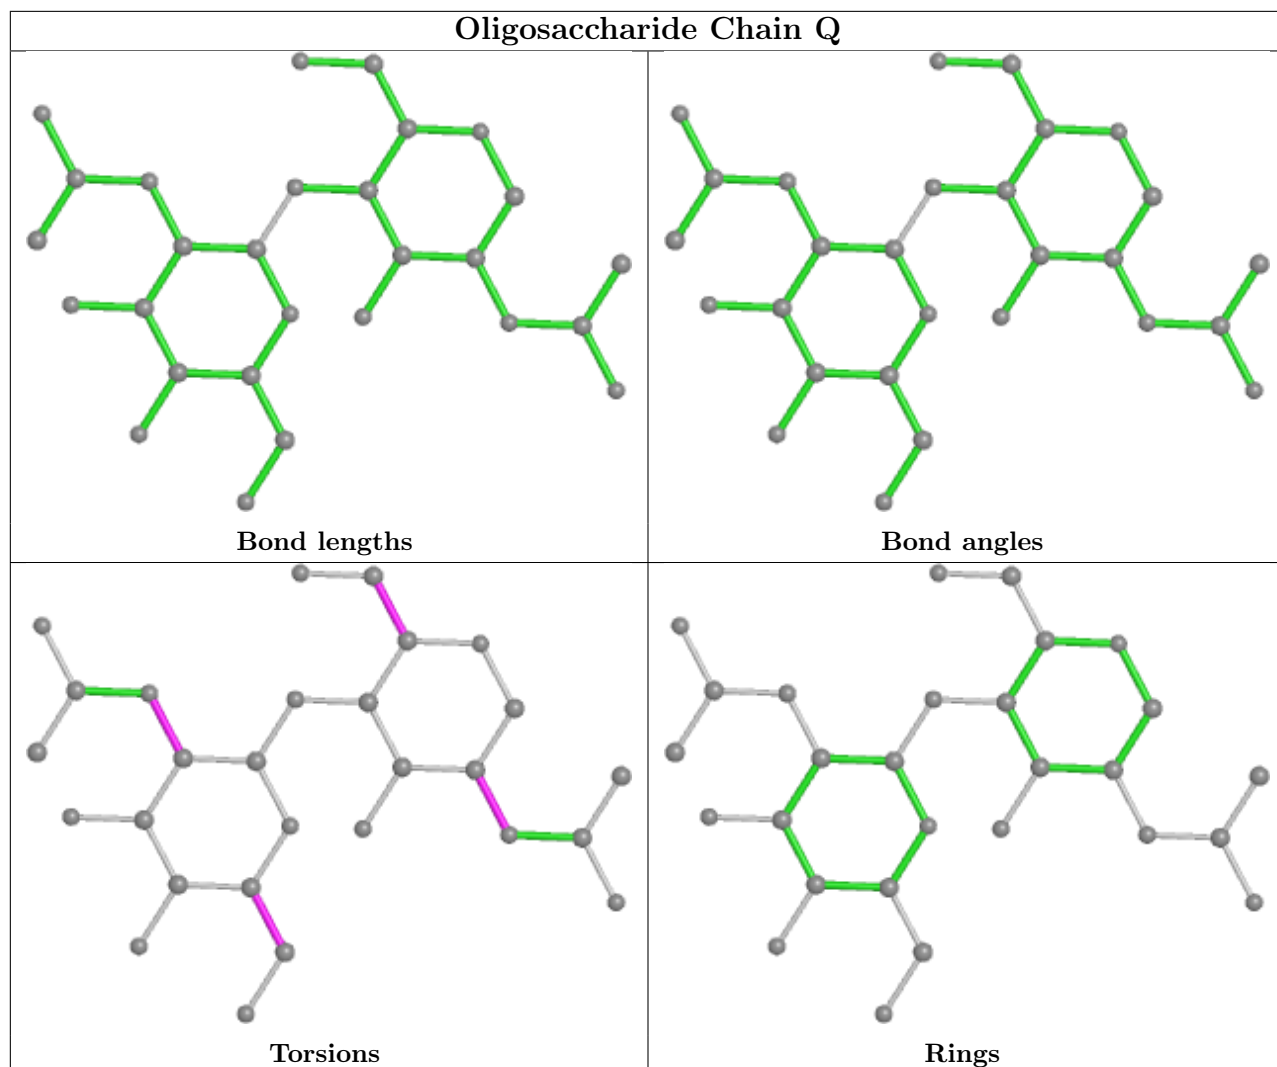 Oligosaccharide Chain Q
Bond lengths
Bond angles
Torsions
Rings